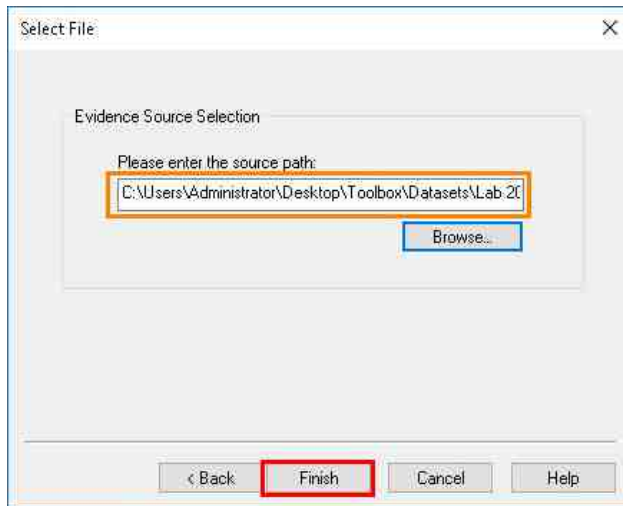 Select File
Evidence Source Selection
Please enter the source path:
C:\Users\Administrator\Desktop\Toolbox\Datasets\Lab 20
Browse...
< Back Finish Cancel Help